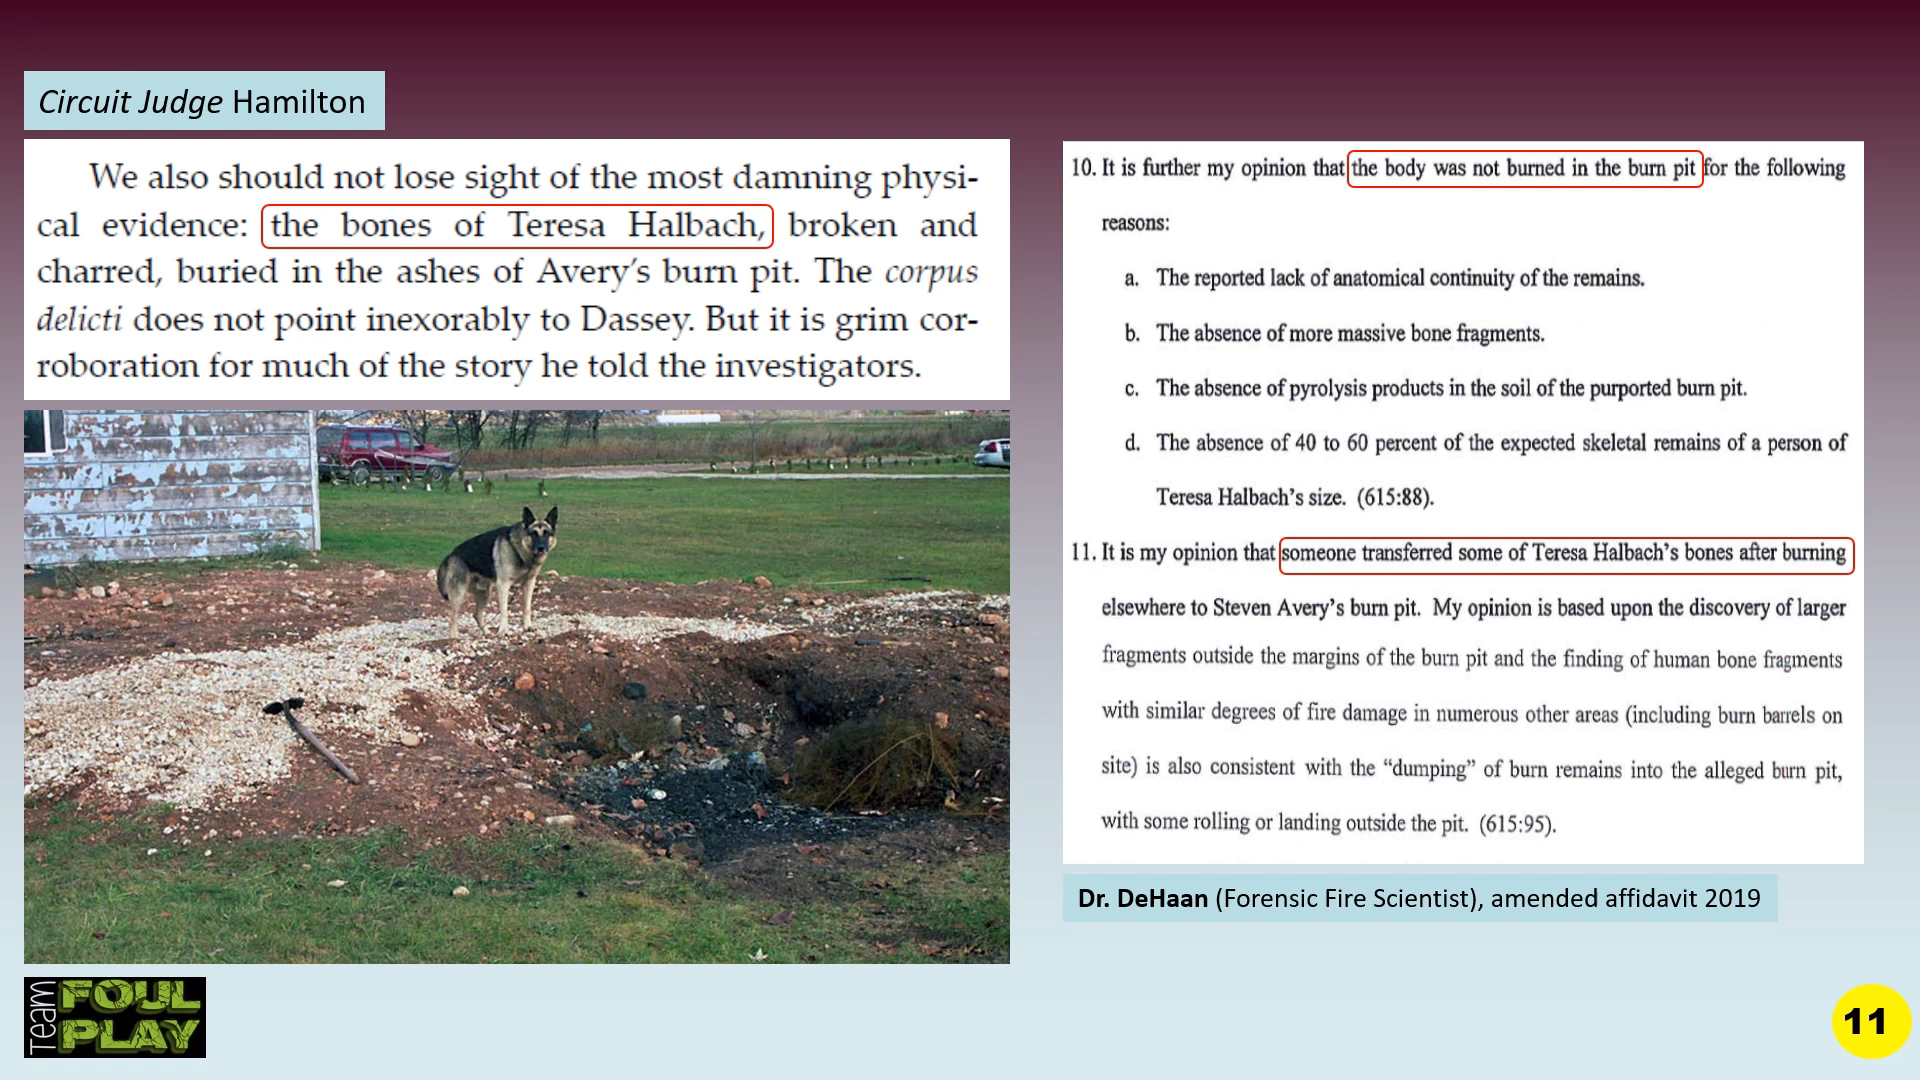 Circuit Judge Hamilton
We also should not lose sight of the most damning physi-
cal evidence: the bones of Teresa Halbach, broken and
charred, buried in the ashes of Avery's burn pit. The corpus
delicti does not point inexorably to Dassey. But it is grim cor-
roboration for much of the story he told the investigators.
10. It is further my opinion that the body was not burned in the burn pit for the following
reasons:
a. The reported lack of anatomical continuity of the remains.
b. The absence of more massive bone fragments.
c. The absence of pyrolysis products in the soil of the purported burn pit.
d. The absence of 40 to 60 percent of the expected skeletal remains of a person of
Teresa Halbach's size. (615:88).
11. It is my opinion that someone transferred some of Teresa Halbach's bones after burning
elsewhere to Steven Avery's burn pit. My opinion is based upon the discovery of larger
fragments outside the margins of the burn pit and the finding of human bone fragments
with similar degrees of fire damage in numerous other areas (including burn barrels on
site) is also consistent with the "dumping" of burn remains into the alleged burn pit,
with some rolling or landing outside the pit. (615:95).
Dr. DeHaan (Forensic Fire Scientist), amended affidavit 2019
Team
FOUL
PLAY
11